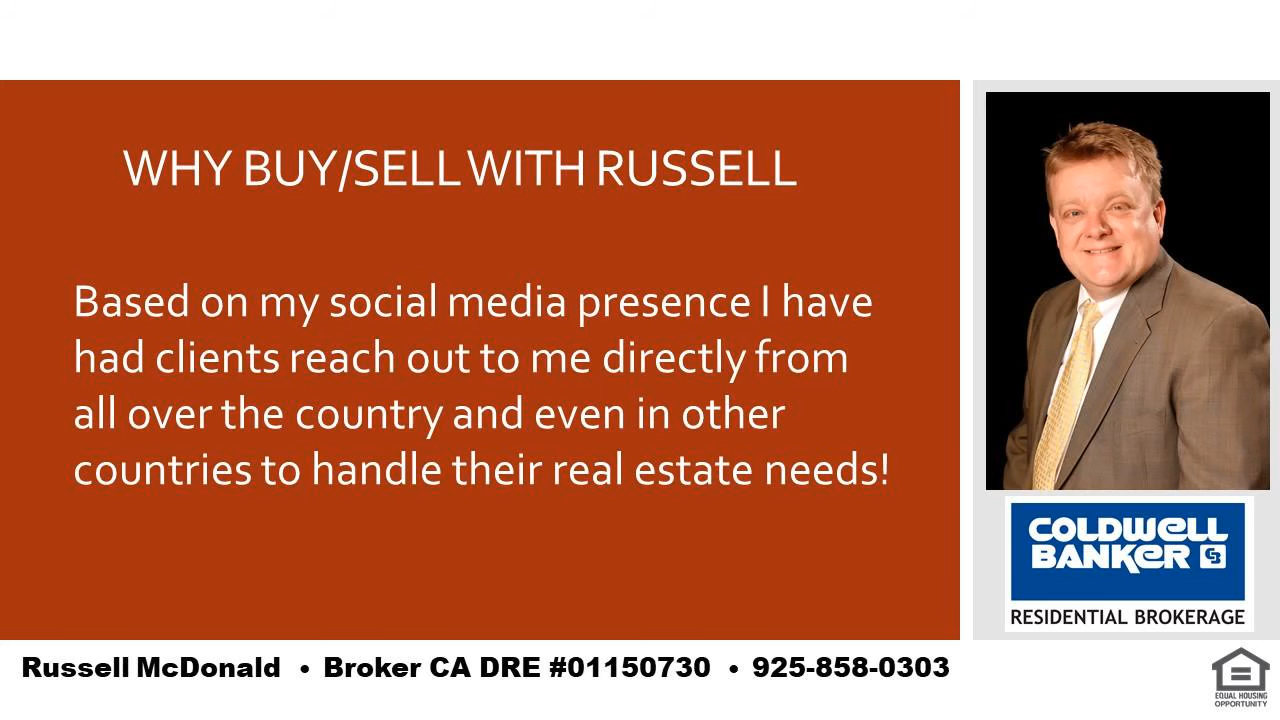 WHY BUY/SELL WITH RUSSELL
Based on my social media presence I have
had clients reach out to me directly from
all over the country and even in other
countries to handle their real estate needs!
COLDWELL
BANKER CB
RESIDENTIAL BROKERAGE
Russell McDonald • Broker CA DRE #01150730 • 925-858-0303
EQUAL HOUSING
OPPORTUNITY